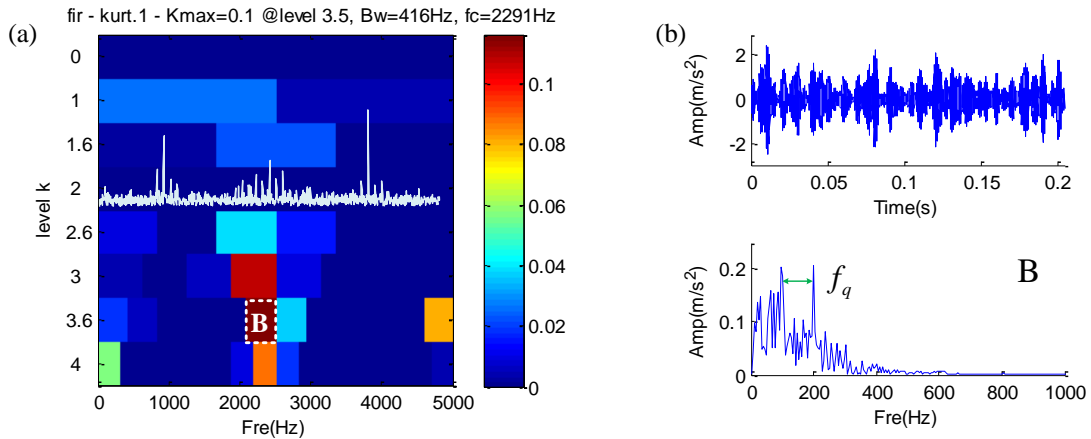 fir - kurt.1 - Kmax=0.1 @level 3.5, Bw=416Hz, fc=2291Hz
(a)
level k
0
1
1.6
2
2.6
3
3.6
4
B
0 1000 2000 3000 4000 5000
Fre(Hz)
0.1
0.08
0.06
0.04
0.02
0
(b)
Amp(m/s²)
2
0
-2
0 0.05 0.1 0.15 0.2
Time(s)
Amp(m/s²)
0.2
0.1
0
f_q
B
0 200 400 600 800 1000
Fre(Hz)